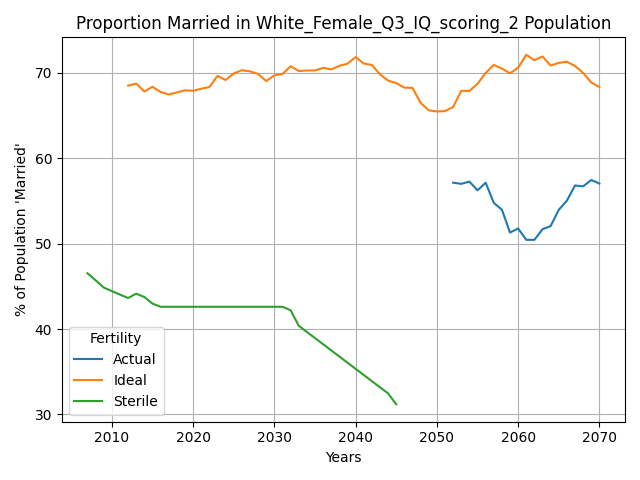 Proportion Married in White_Female_Q3_IQ_scoring_2 Population
% of Population 'Married'
70
60
50
40
30
Fertility
Actual
Ideal
Sterile
2010 2020 2030 2040 2050 2060 2070
Years